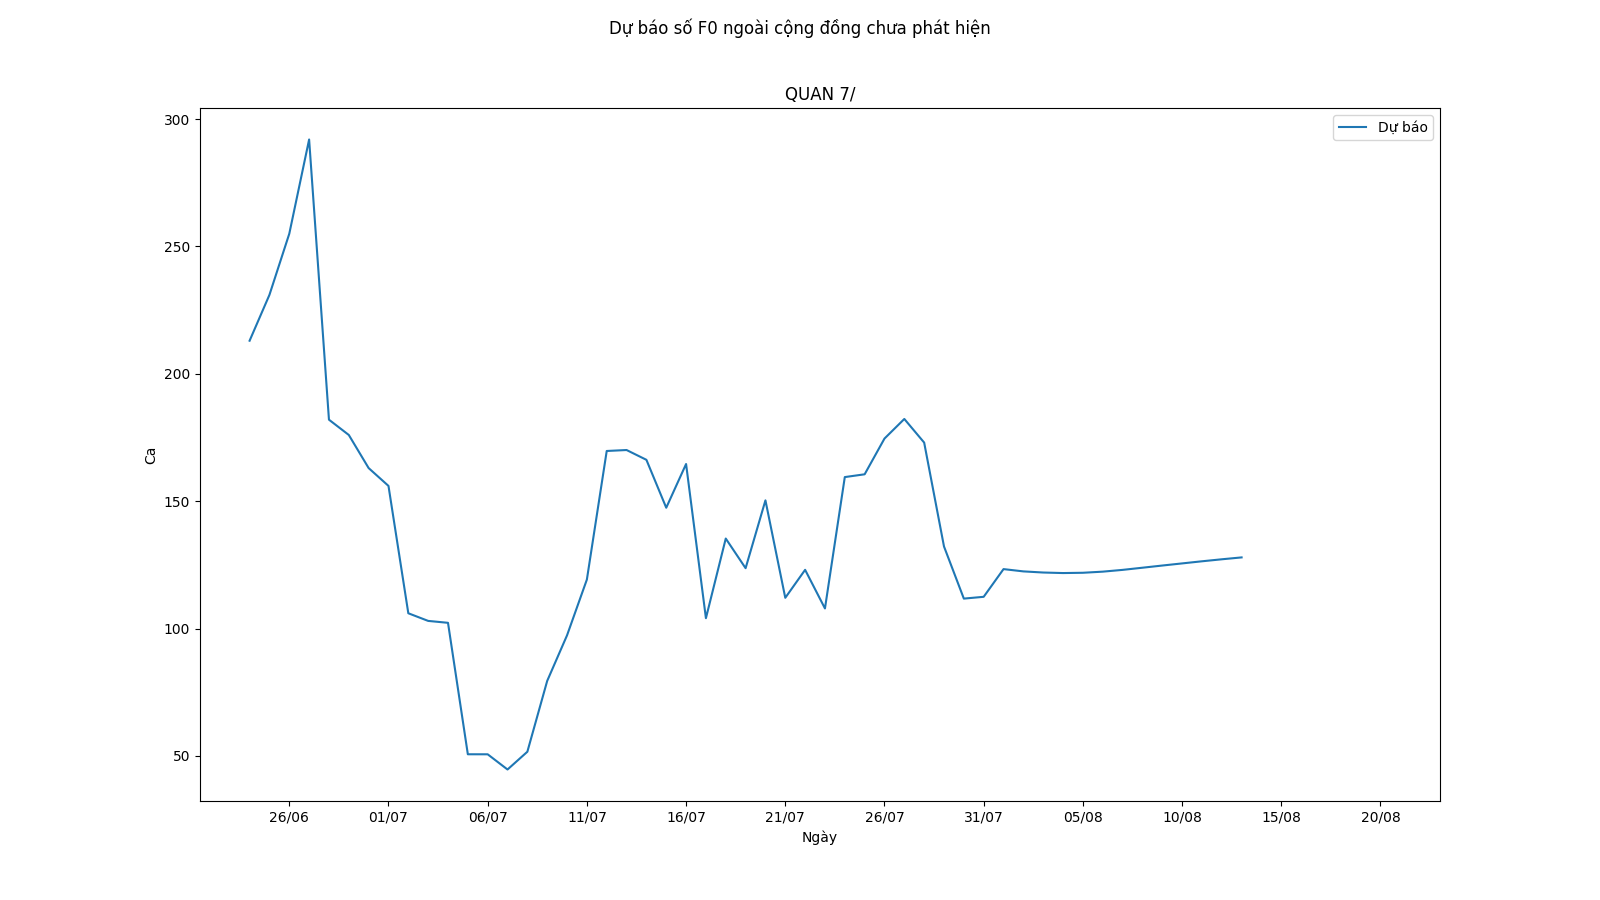 Dự báo số F0 ngoài cộng đồng chưa phát hiện
QUAN 7/
Dự báo
300
250
200
150
100
50
Ca
26/06 01/07 06/07 11/07 16/07 21/07 26/07 31/07 05/08 10/08 15/08 20/08
Ngày